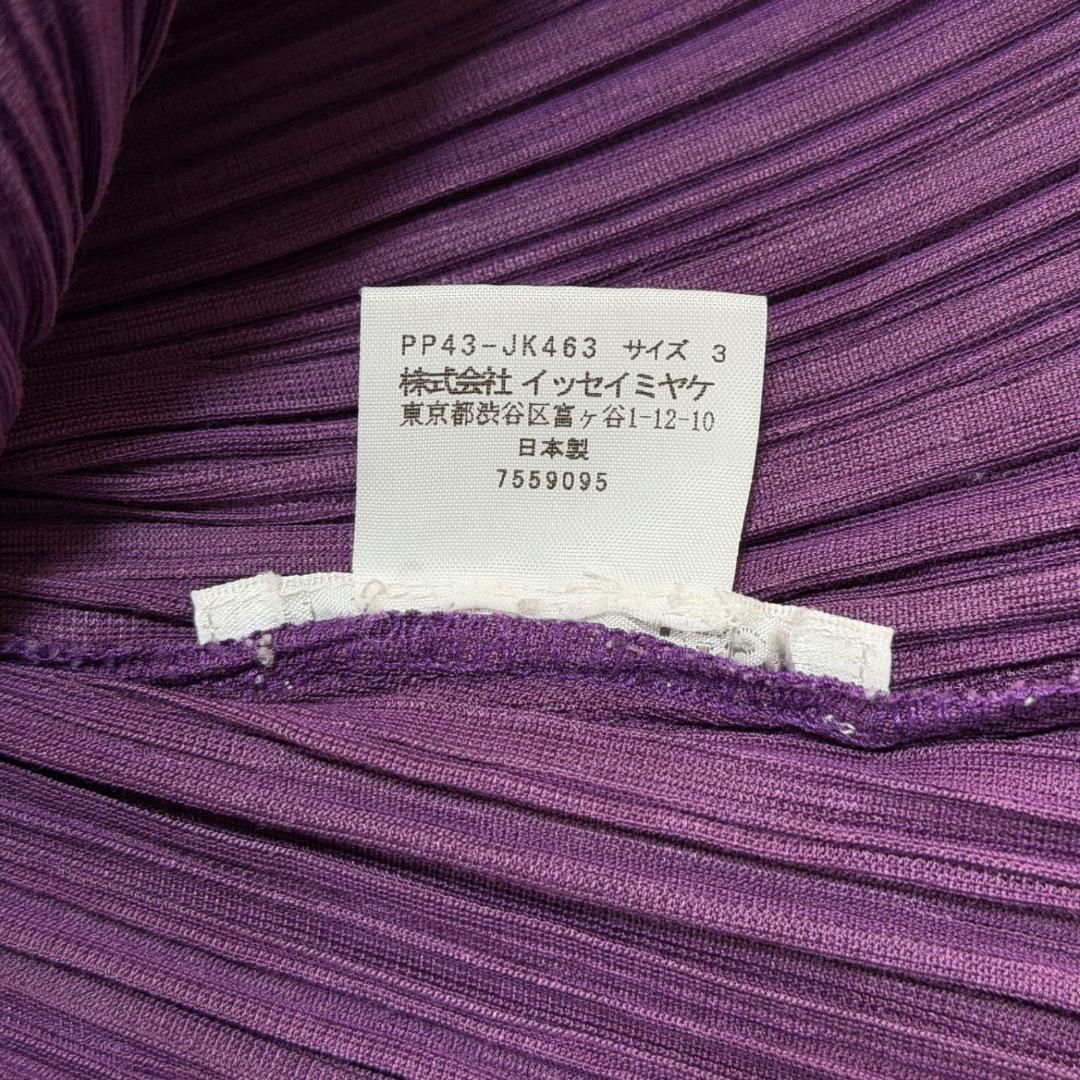 PP43-JK463 サイズ 3
株式会社 イッセイミヤケ
東京都渋谷区富ヶ谷1-12-10
日本製
7559095